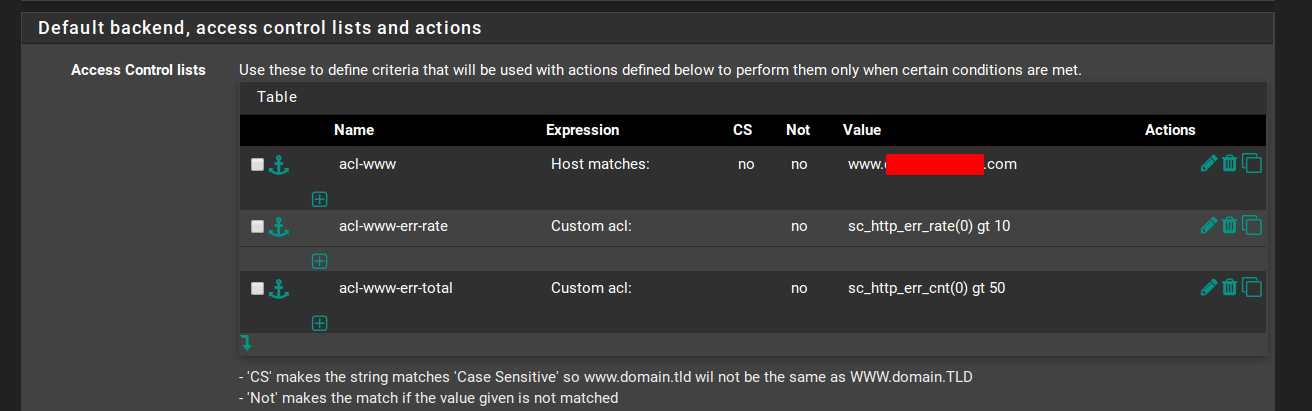 Default backend, access control lists and actions
Access Control lists Use these to define criteria that will be used with actions defined below to perform them only when certain conditions are met.
Table
Name Expression CS Not Value Actions
acl-www Host matches: no no www. .com
acl-www-err-rate Custom acl: no sc_http_err_rate(0) gt 10
acl-www-err-total Custom acl: no sc_http_err_cnt(0) gt 50
- 'CS' makes the string matches 'Case Sensitive' so www.domain.tld wil not be the same as WWW.domain.TLD
- 'Not' makes the match if the value given is not matched